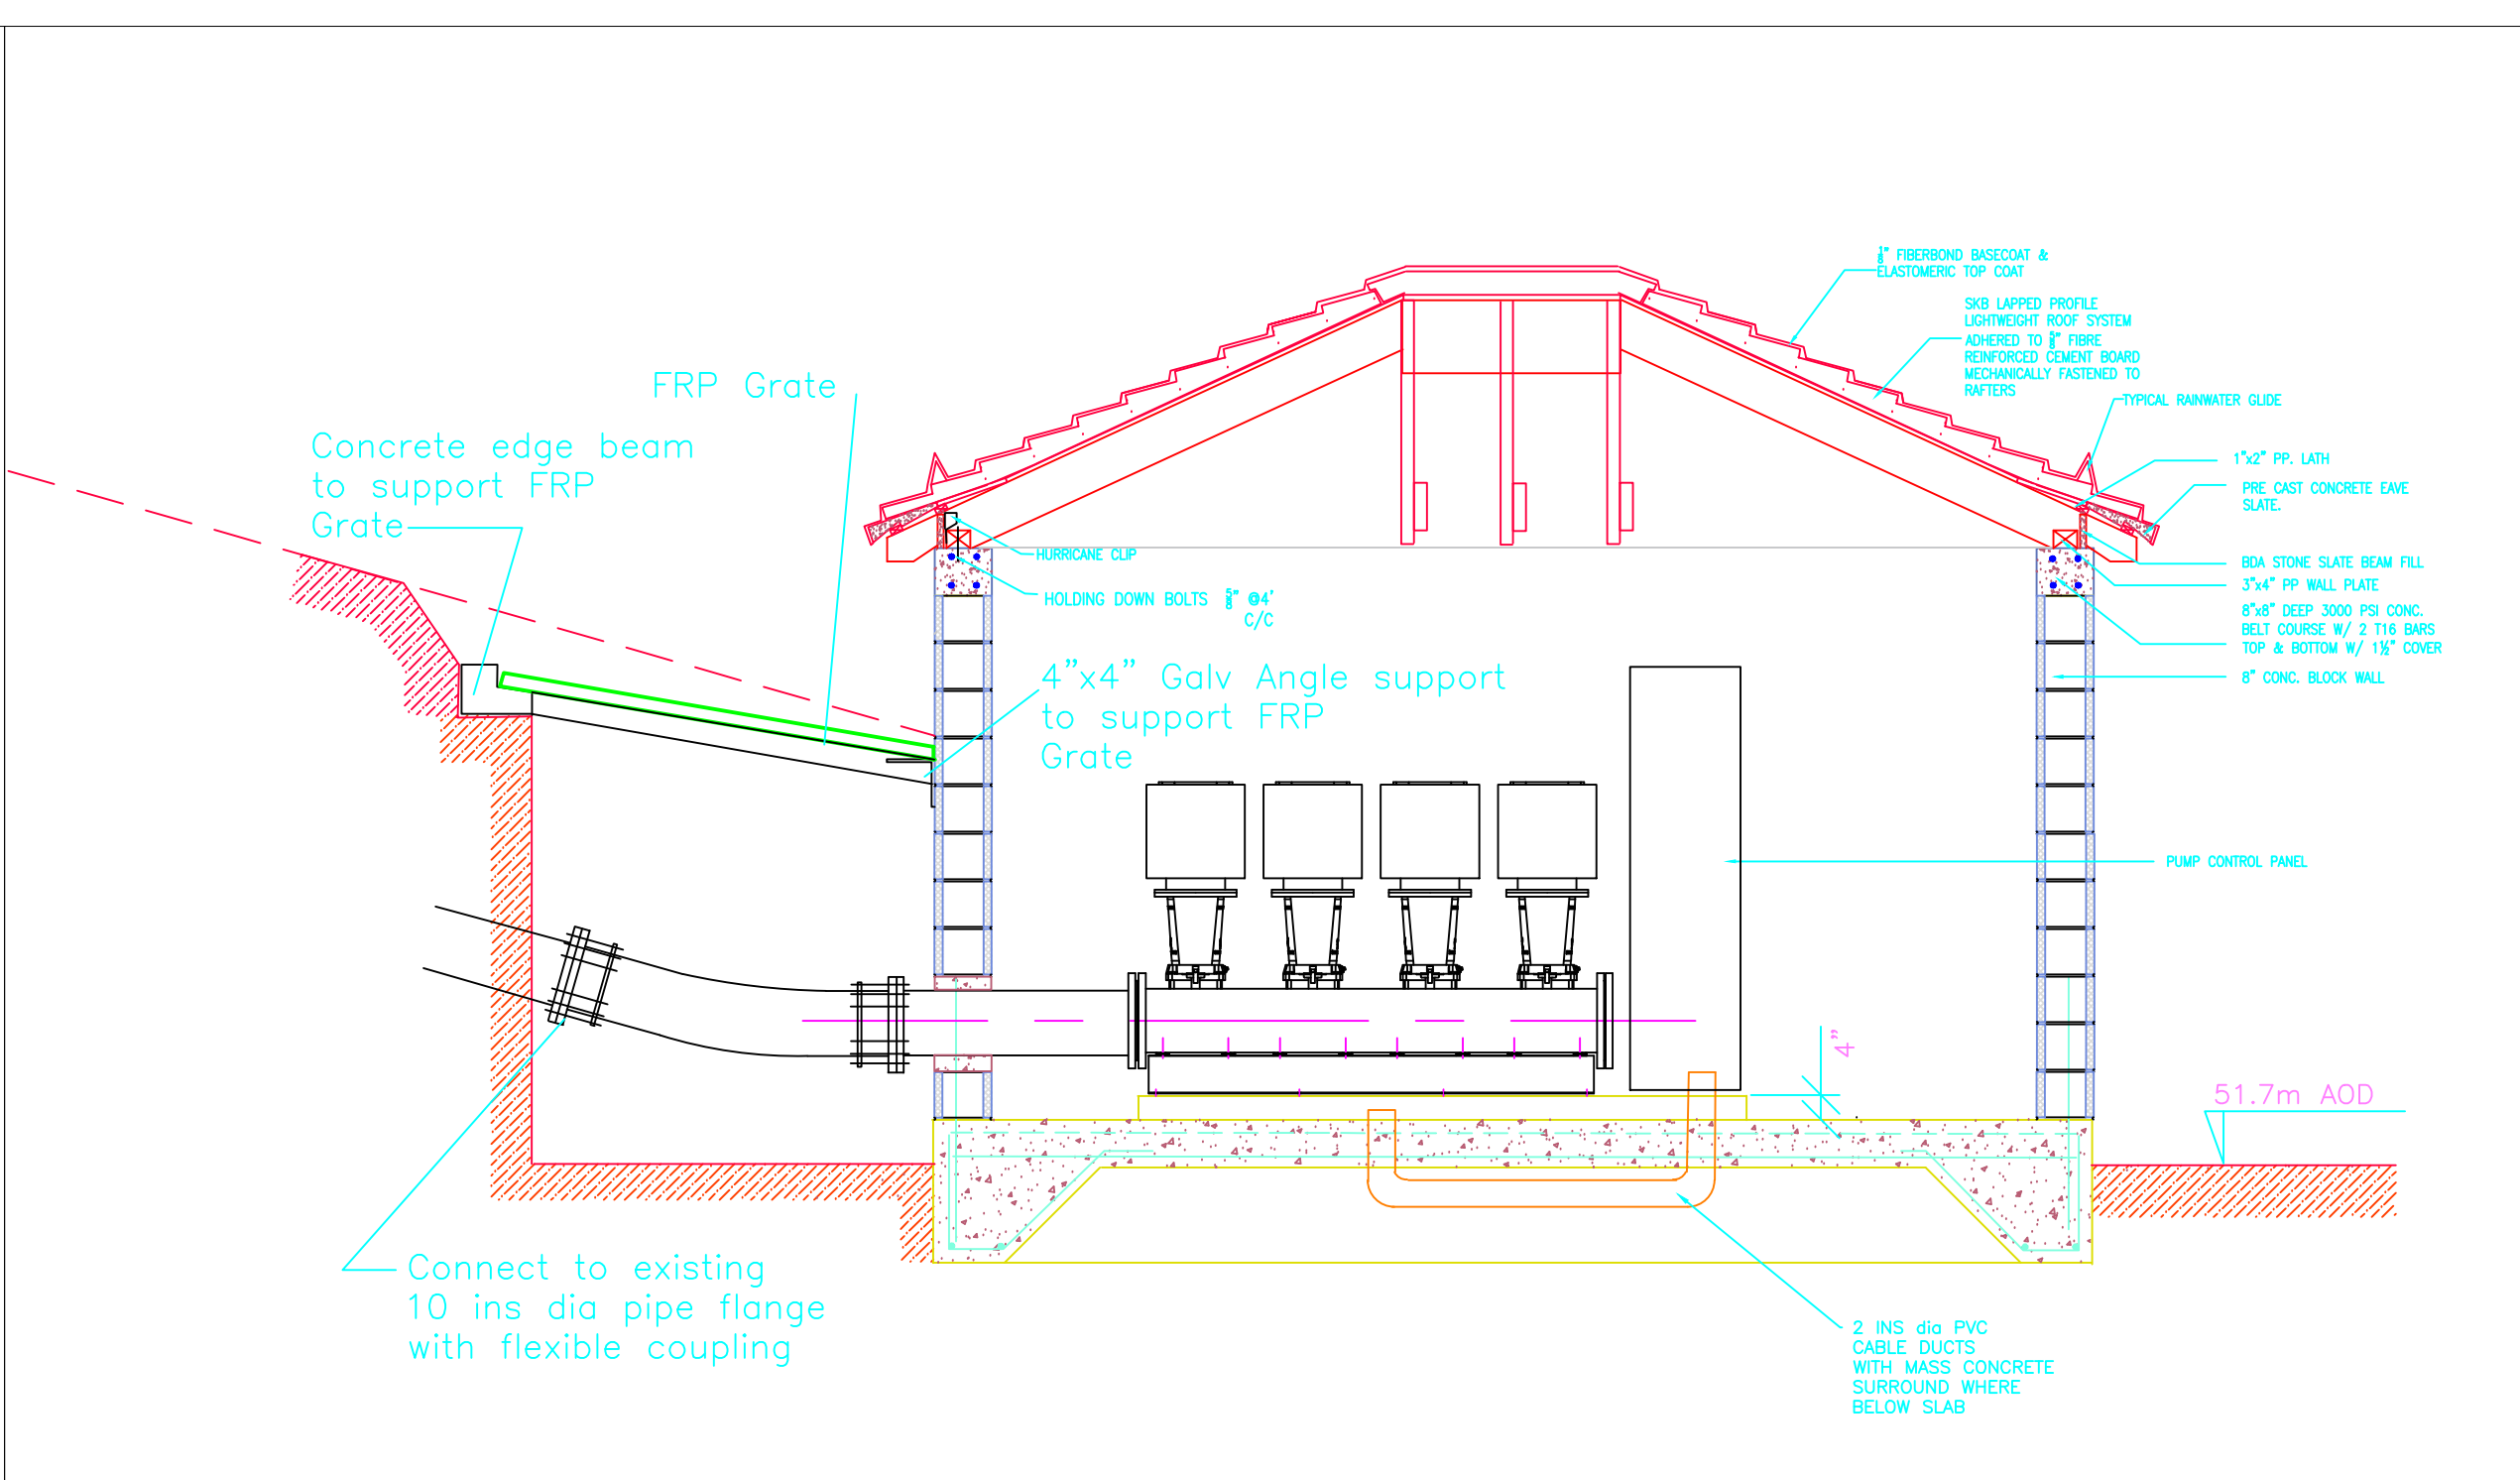 ⅛" FIBERBOND BASECOAT &
ELASTOMERIC TOP COAT
SKB LAPPED PROFILE
LIGHTWEIGHT ROOF SYSTEM
ADHERED TO ⅝" FIBRE
REINFORCED CEMENT BOARD
MECHANICALLY FASTENED TO
RAFTERS
TYPICAL RAINWATER GLIDE
1"x2" PP. LATH
PRE CAST CONCRETE EAVE
SLATE.
FRP Grate
Concrete edge beam
to support FRP
Grate
HURRICANE CLIP
HOLDING DOWN BOLTS ⅝" @4'
C/C
BDA STONE SLATE BEAM FILL
3"x4" PP WALL PLATE
8"x8" DEEP 3000 PSI CONC.
BELT COURSE W/ 2 T16 BARS
TOP & BOTTOM W/ 1½" COVER
8" CONC. BLOCK WALL
4"x4" Galv Angle support
to support FRP
Grate
PUMP CONTROL PANEL
4"
51.7m AOD
Connect to existing
10 ins dia pipe flange
with flexible coupling
2 INS dia PVC
CABLE DUCTS
WITH MASS CONCRETE
SURROUND WHERE
BELOW SLAB